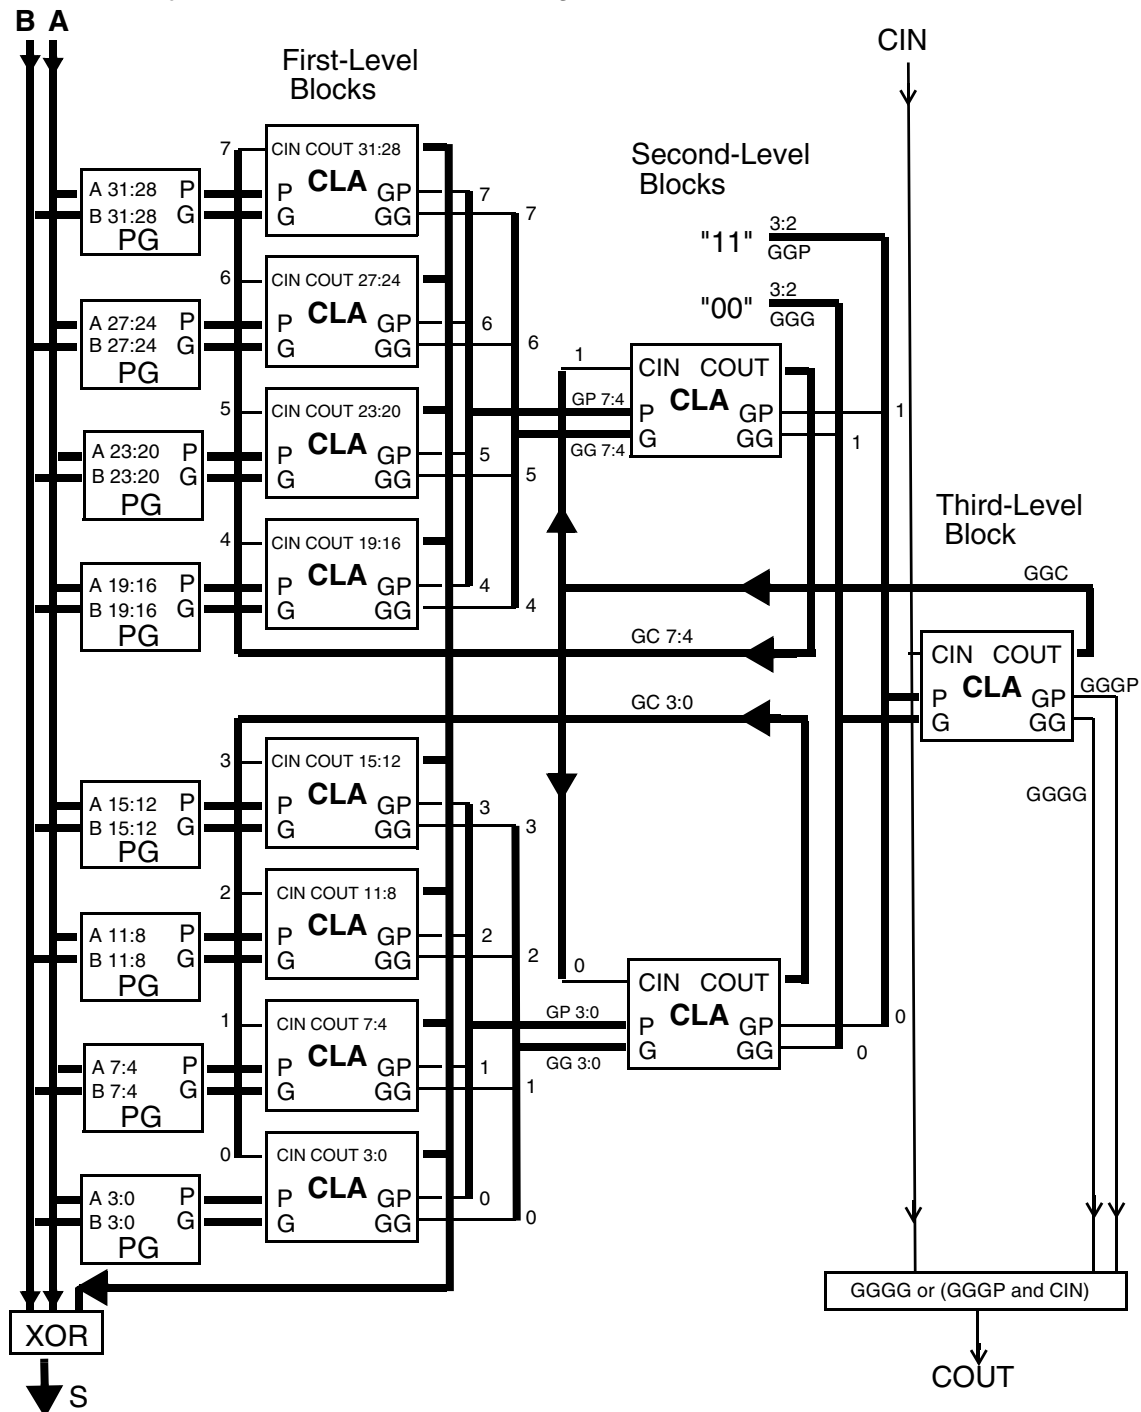 B A
CIN
First-Level
Blocks
7
CIN COUT 31:28
CLA
P GP
G GG
7
7
A 31:28 P
B 31:28 G
PG
Second-Level
Blocks
"11"
3:2
GGP
"00"
3:2
GGG
6
CIN COUT 27:24
CLA
P GP
G GG
6
6
A 27:24 P
B 27:24 G
PG
1
CIN COUT
CLA
P GP
G GG
GP 7:4
GG 7:4
1
1
5
CIN COUT 23:20
CLA
P GP
G GG
5
5
A 23:20 P
B 23:20 G
PG
Third-Level
Block
4
CIN COUT 19:16
CLA
P GP
G GG
4
4
A 19:16 P
B 19:16 G
PG
GGC
GC 7:4
CIN COUT
CLA
P GP
G GG
GGGP
GGGG
GC 3:0
3
CIN COUT 15:12
CLA
P GP
G GG
3
3
A 15:12 P
B 15:12 G
PG
2
CIN COUT 11:8
CLA
P GP
G GG
2
2
A 11:8 P
B 11:8 G
PG
0
CIN COUT
CLA
P GP
G GG
GP 3:0
GG 3:0
0
0
1
CIN COUT 7:4
CLA
P GP
G GG
1
1
A 7:4 P
B 7:4 G
PG
0
CIN COUT 3:0
CLA
P GP
G GG
0
0
A 3:0 P
B 3:0 G
PG
GGGG or (GGGP and CIN)
XOR
COUT
S